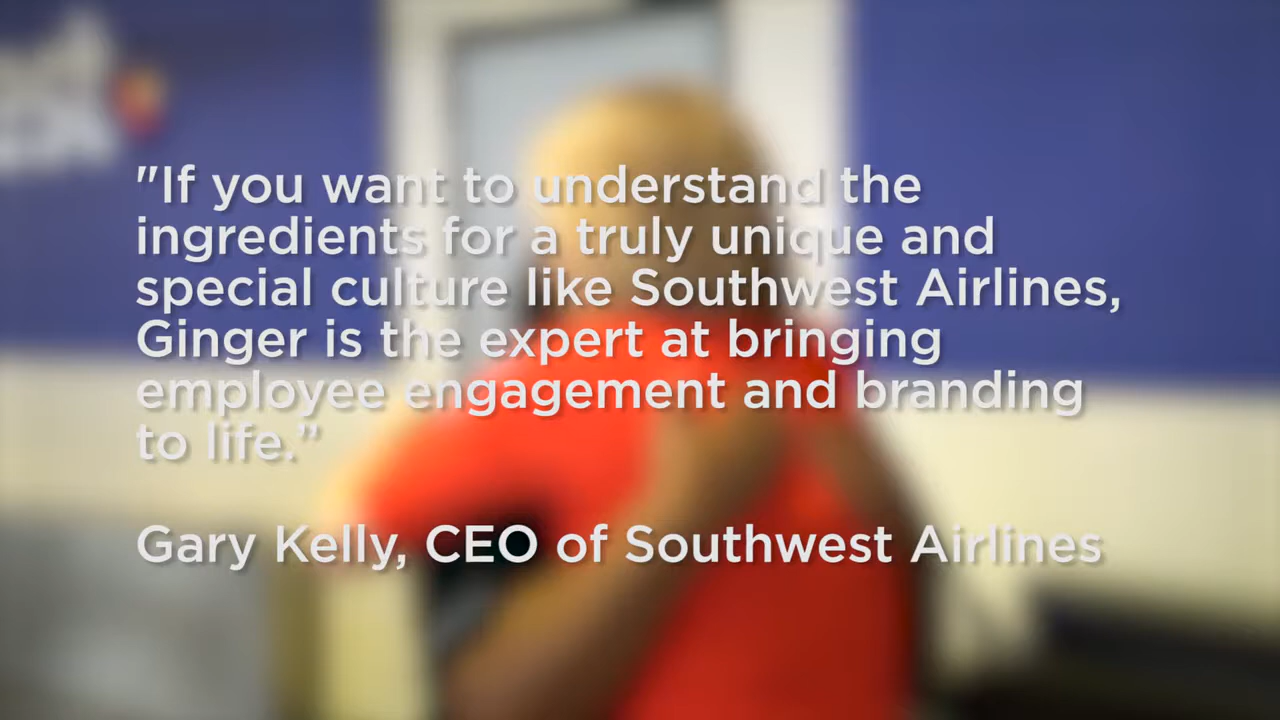 "If you want to understand the
ingredients for a truly unique and
special culture like Southwest Airlines,
Ginger is the expert at bringing
employee engagement and branding
to life.”
Gary Kelly, CEO of Southwest Airlines